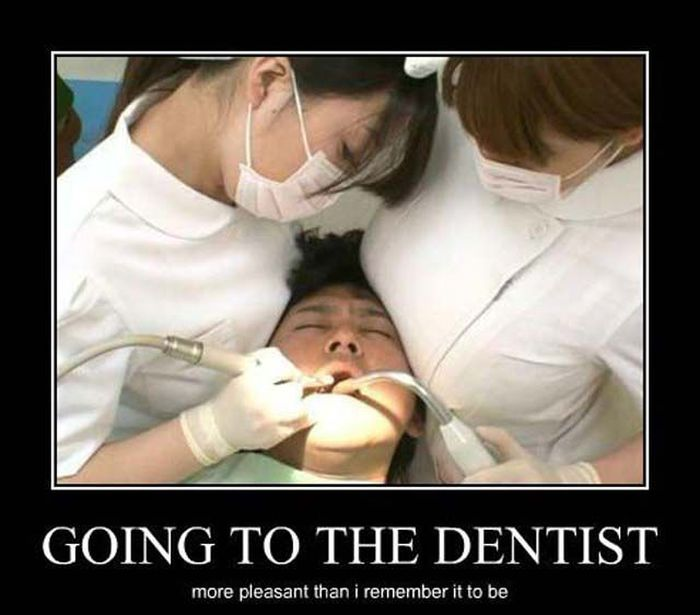 GOING TO THE DENTIST
more pleasant than i remember it to be